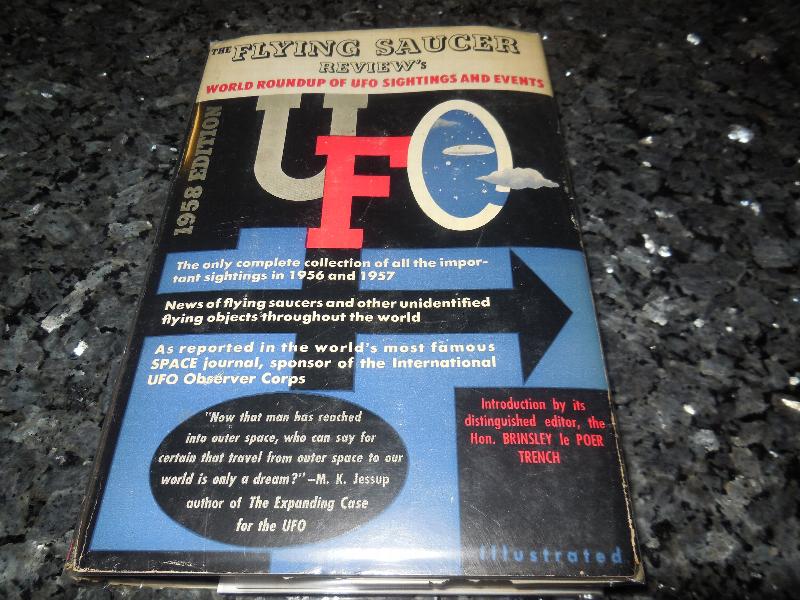 THE FLYING SAUCER
REVIEW's
WORLD ROUNDUP OF UFO SIGHTINGS AND EVENTS
1958 EDITION
UFO
The only complete collection of all the impor-
tant sightings in 1956 and 1957
News of flying saucers and other unidentified
flying objects throughout the world
As reported in the world's most famous
SPACE journal, sponsor of the International
UFO Observer Corps
"Now that man has reached
into outer space, who can say for
certain that travel from outer space to our
world is only a dream?"—M. K. Jessup
author of The Expanding Case
for the UFO
Introduction by its
distinguished editor, the
Hon. BRINSLEY le POER
TRENCH
illustrated